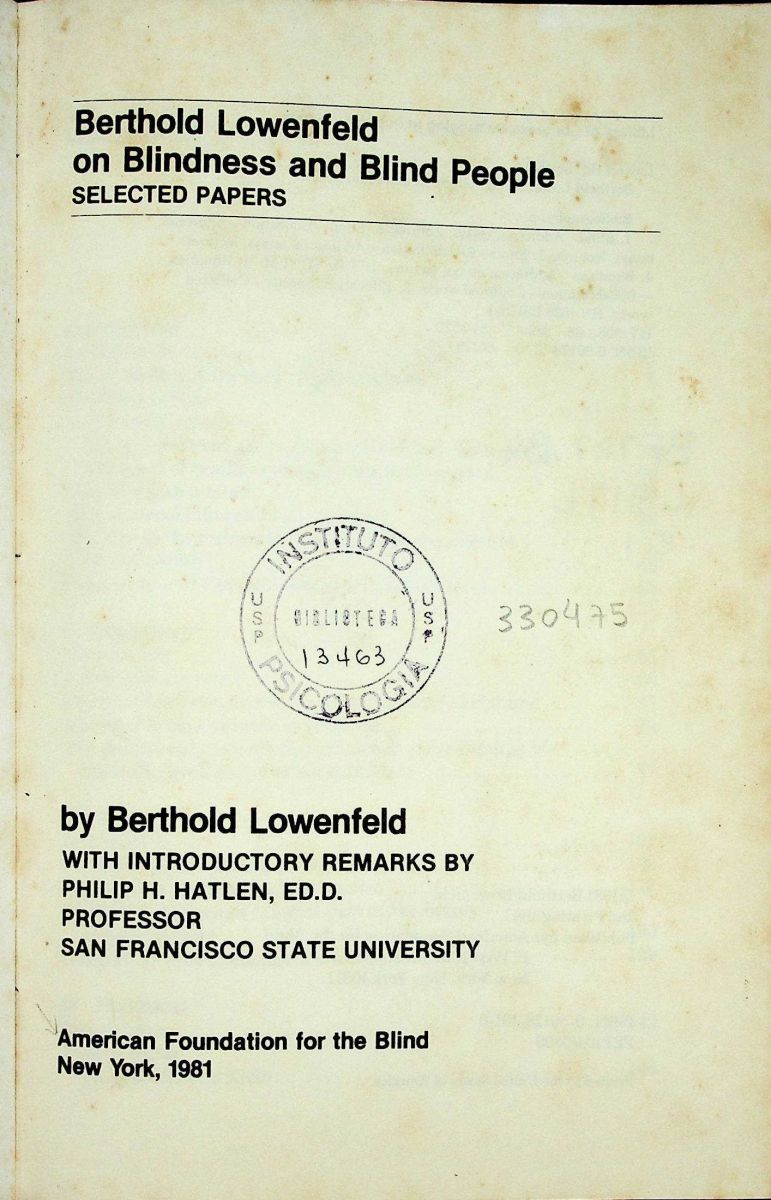 Berthold Lowenfeld
on Blindness and Blind People
SELECTED PAPERS
INSTITUTO
USP
BIBLIOTECA
USP
13463
PSICOLOGIA
330475
by Berthold Lowenfeld
WITH INTRODUCTORY REMARKS BY
PHILIP H. HATLEN, ED.D.
PROFESSOR
SAN FRANCISCO STATE UNIVERSITY
American Foundation for the Blind
New York, 1981